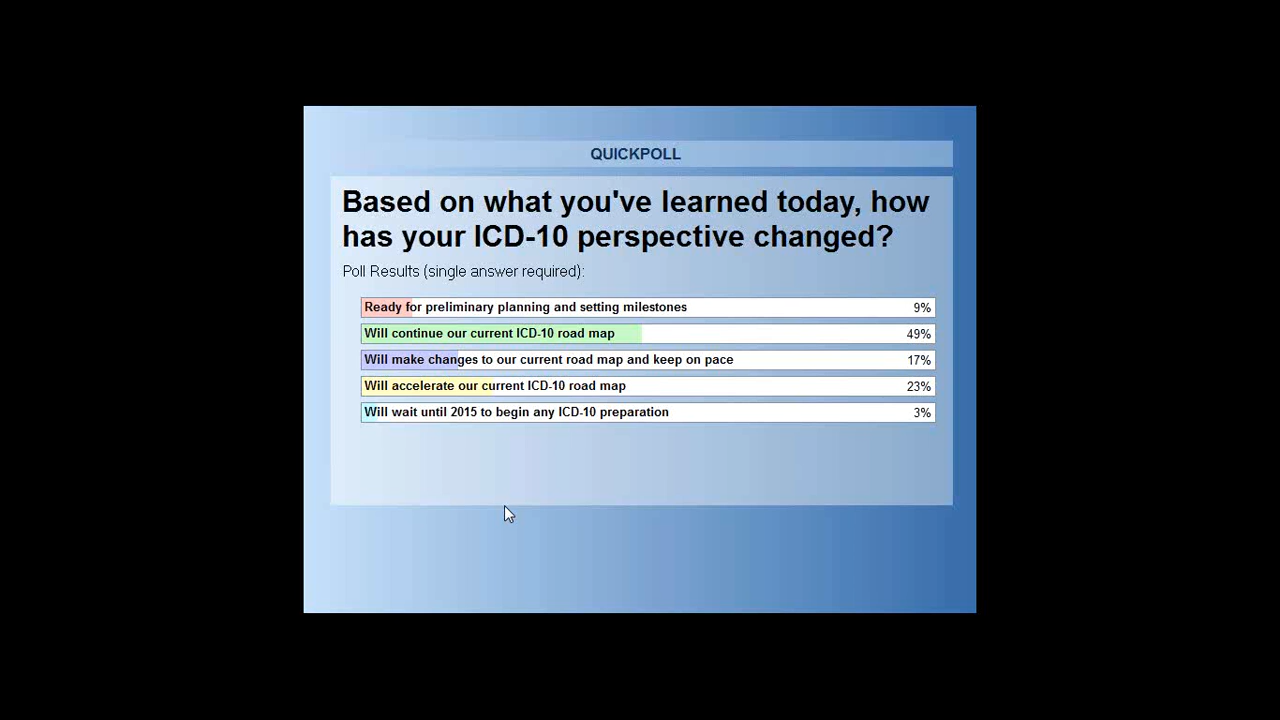 QUICKPOLL
Based on what you've learned today, how
has your ICD-10 perspective changed?
Poll Results (single answer required):
Ready for preliminary planning and setting milestones 9%
Will continue our current ICD-10 road map 49%
Will make changes to our current road map and keep on pace 17%
Will accelerate our current ICD-10 road map 23%
Will wait until 2015 to begin any ICD-10 preparation 3%